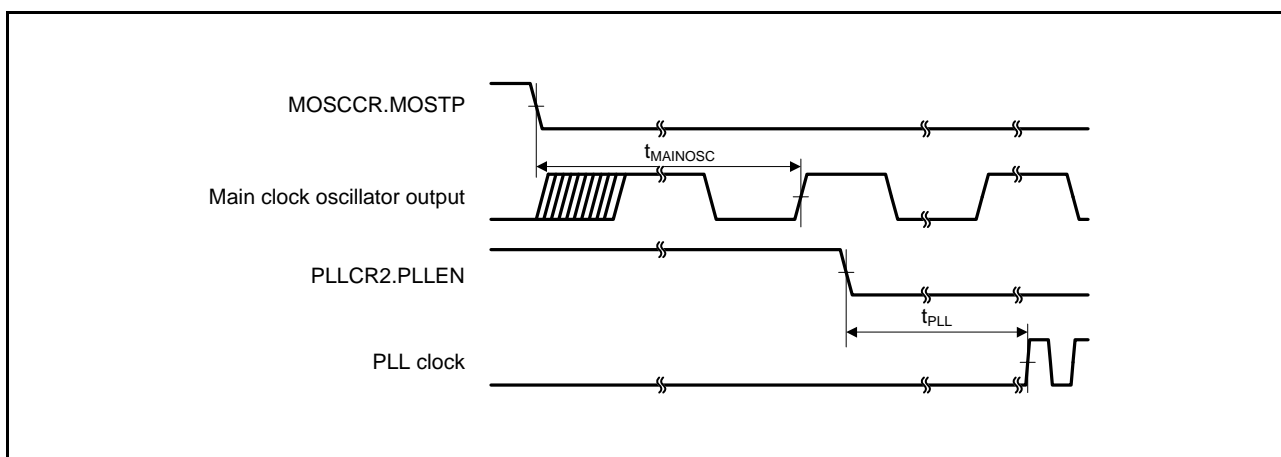 MOSCCR.MOSTP
tMAINOSC
Main clock oscillator output
PLLCR2.PLLEN
tPLL
PLL clock